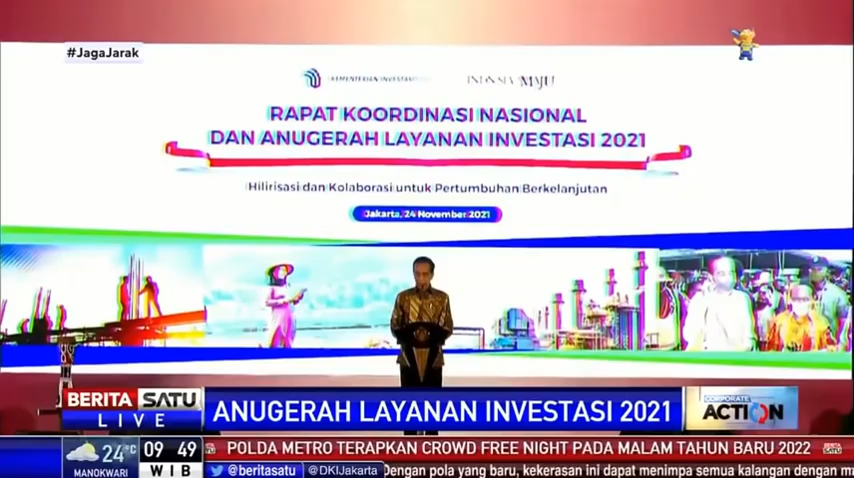 #JagaJarak
KEMENTERIAN INVESTASI
INDONESIA MAJU
RAPAT KOORDINASI NASIONAL
DAN ANUGERAH LAYANAN INVESTASI 2021
Hilirisasi dan Kolaborasi untuk Pertumbuhan Berkelanjutan
Jakarta, 24 November 2021
BERITA SATU
LIVE
ANUGERAH LAYANAN INVESTASI 2021
CORPORATE
ACTION
24°C
MANOKWARI
09 49
WIB
POLDA METRO TERAPKAN CROWD FREE NIGHT PADA MALAM TAHUN BARU 2022
BERITA SATU
@beritasatu
@DKIJakarta
Dengan pola yang baru, kekerasan ini dapat menimpa semua kalangan dengan m